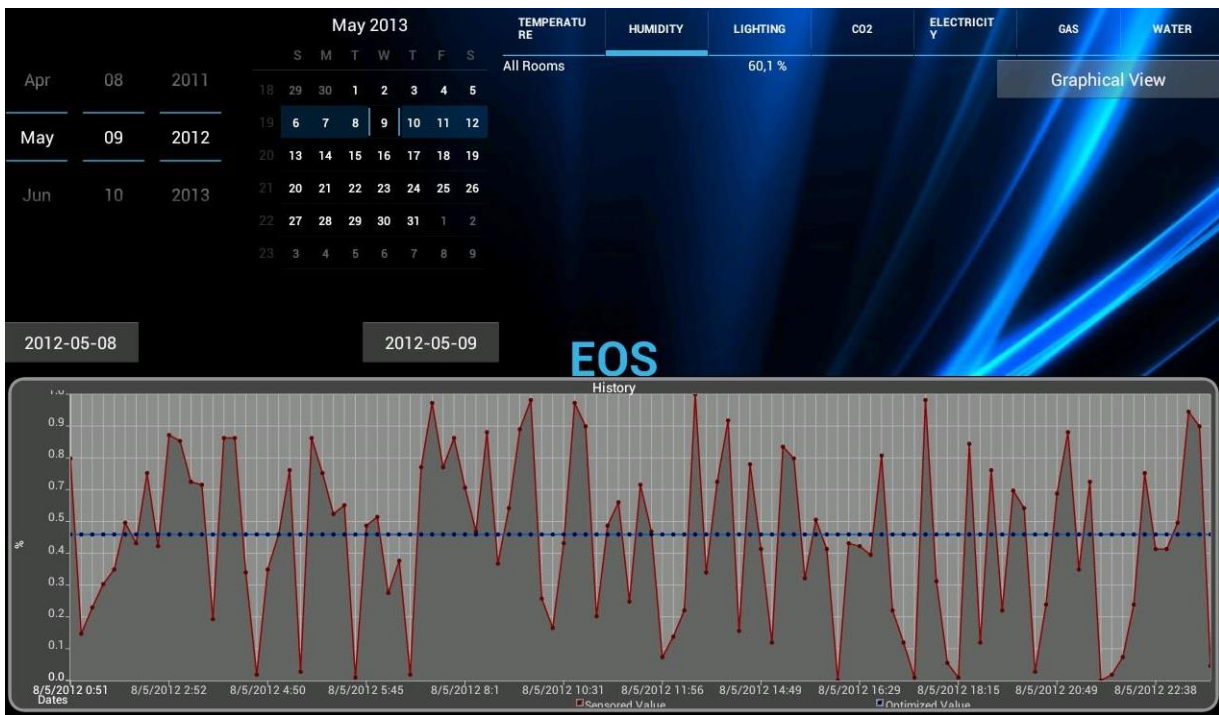 Apr 08 2011
May 09 2012
Jun 10 2013
May 2013
S M T W T F S
18 29 30 1 2 3 4 5
19 6 7 8 9 10 11 12
20 13 14 15 16 17 18 19
21 20 21 22 23 24 25 26
22 27 28 29 30 31 1 2
23 3 4 5 6 7 8 9
TEMPERATU
RE
HUMIDITY
LIGHTING
CO2
ELECTRICIT
Y
GAS
WATER
All Rooms 60,1 %
Graphical View
2012-05-08
2012-05-09
EOS
History
1.0
0.9
0.8
0.7
0.5
0.4
0.3
0.2
0.1
0.0
%
8/5/2012 0:51 8/5/2012 2:52 8/5/2012 4:50 8/5/2012 5:45 8/5/2012 8:1 8/5/2012 10:31 8/5/2012 11:56 8/5/2012 14:49 8/5/2012 16:29 8/5/2012 18:15 8/5/2012 20:49 8/5/2012 22:38
Dates
Sensored Value
Optimized Value